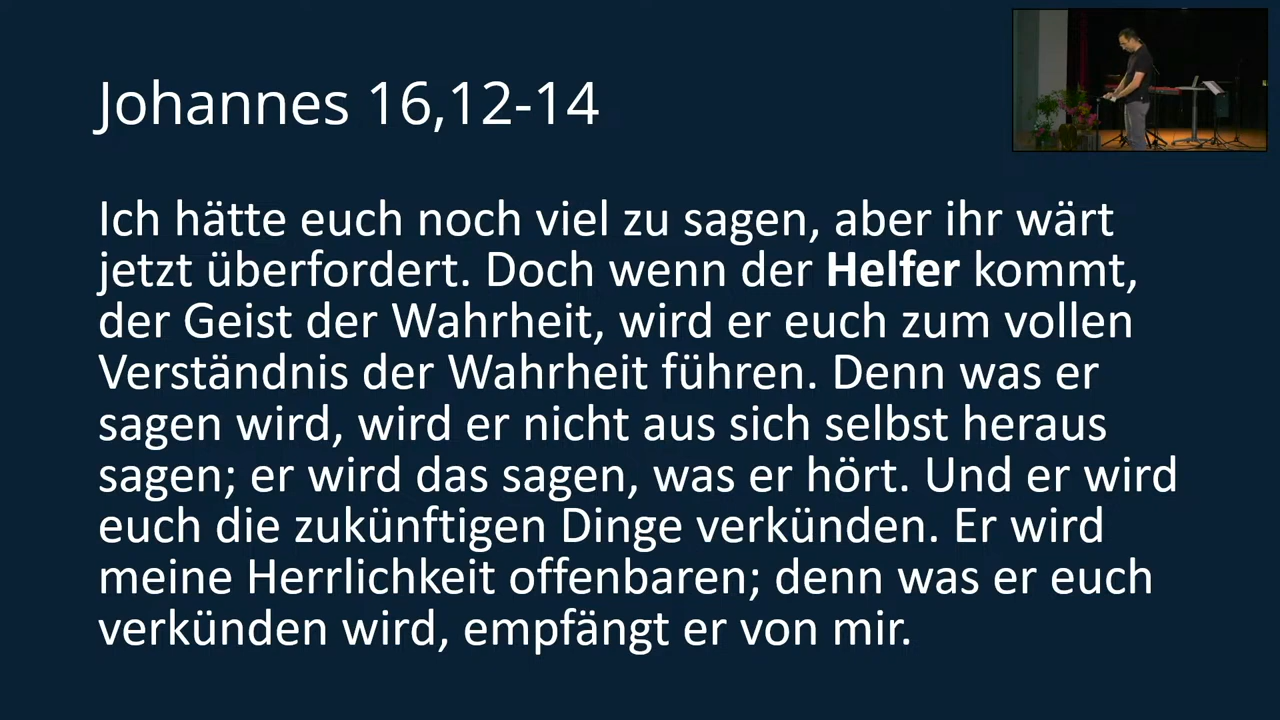 Johannes 16,12-14
Ich hätte euch noch viel zu sagen, aber ihr wärt
jetzt überfordert. Doch wenn der Helfer kommt,
der Geist der Wahrheit, wird er euch zum vollen
Verständnis der Wahrheit führen. Denn was er
sagen wird, wird er nicht aus sich selbst heraus
sagen; er wird das sagen, was er hört. Und er wird
euch die zukünftigen Dinge verkünden. Er wird
meine Herrlichkeit offenbaren; denn was er euch
verkünden wird, empfängt er von mir.